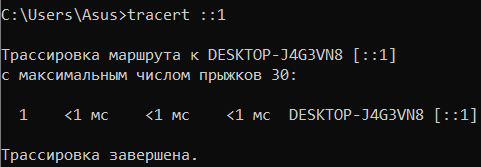 C:\Users\Asus>tracert ::1
Трассировка маршрута к DESKTOP-J4G3VN8 [::1]
с максимальным числом прыжков 30:
1 <1 мс <1 мс <1 мс DESKTOP-J4G3VN8 [::1]
Трассировка завершена.